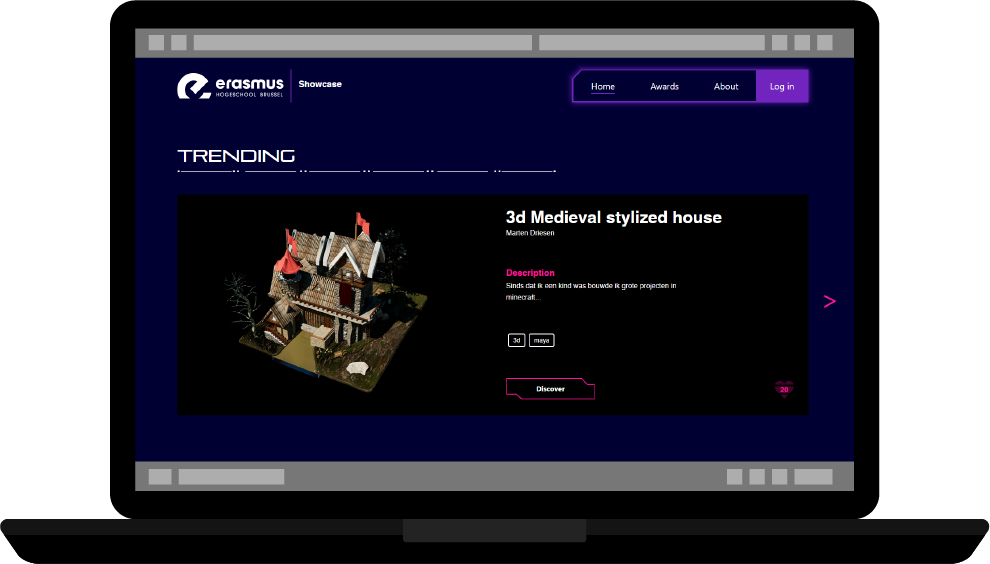 erasmus
HOGESCHOOL BRUSSEL
Showcase
Home
Awards
About
Log in
TRENDING
3d Medieval stylized house
Marten Driesen
Description
Sinds dat ik een kind was bouwde ik grote projecten in
minecraft...
3d
maya
Discover
20
>